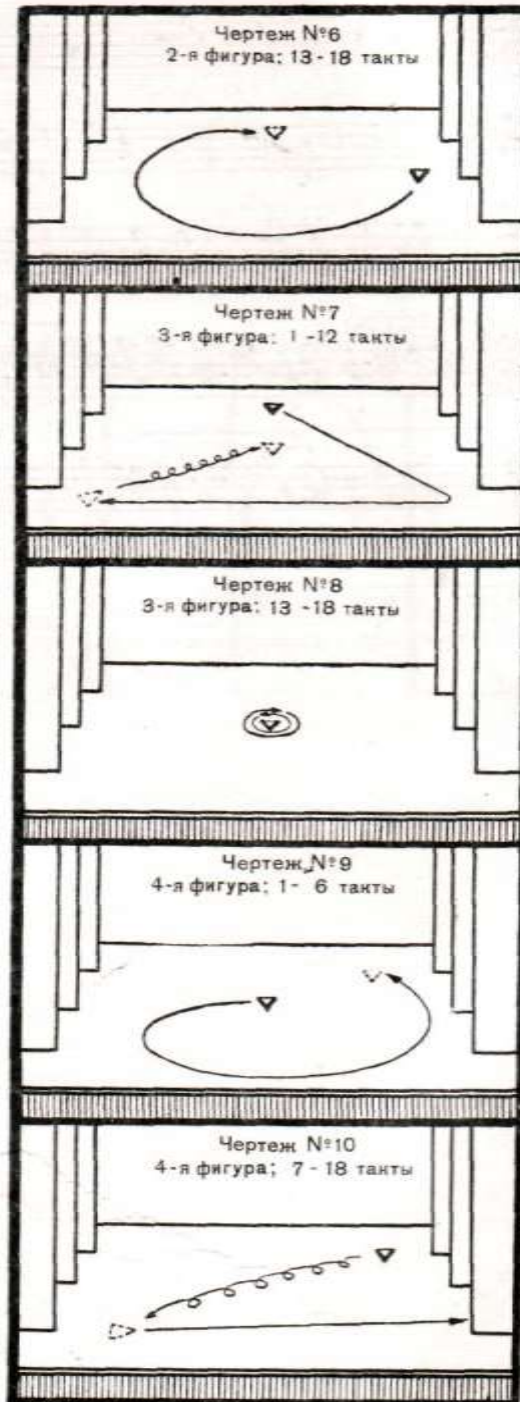 Чертеж №6
2-я фигура; 13-18 такты
Чертеж №7
3-я фигура: 1-12 такты
Чертеж №8
3-я фигура; 13-18 такты
Чертеж №9
4-я фигура; 1- 6 такты
Чертеж №10
4-я фигура; 7-18 такты